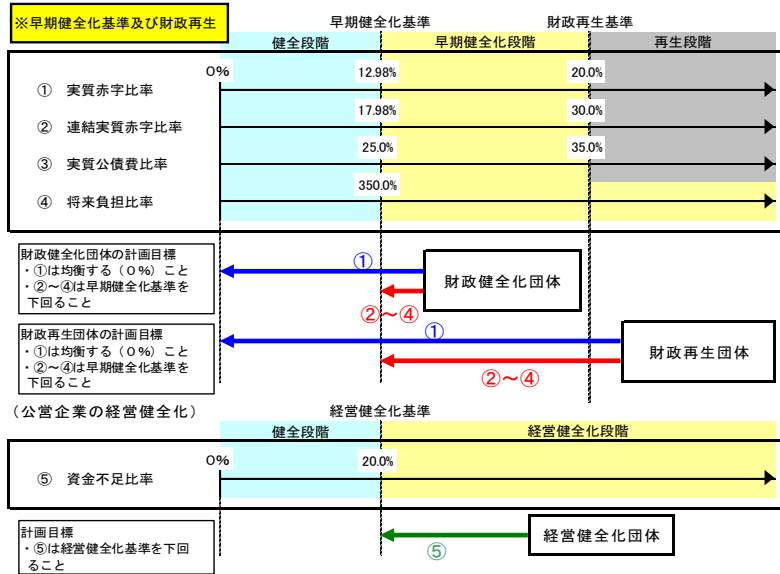 ※早期健全化基準及び財政再生
早期健全化基準
財政再生基準
健全段階
早期健全化段階
再生段階
0%
12.98%
20.0%
① 実質赤字比率
17.98%
30.0%
② 連結実質赤字比率
25.0%
35.0%
③ 実質公債費比率
350.0%
④ 将来負担比率
財政健全化団体の計画目標
・①は均衡する（０％）こと
・②～④は早期健全化基準を
下回ること
①
②～④
財政健全化団体
財政再生団体の計画目標
・①は均衡する（０％）こと
・②～④は早期健全化基準を
下回ること
①
②～④
財政再生団体
（公営企業の経営健全化）
経営健全化基準
健全段階
経営健全化段階
0%
20.0%
⑤ 資金不足比率
計画目標
・⑤は経営健全化基準を下回
ること
⑤
経営健全化団体